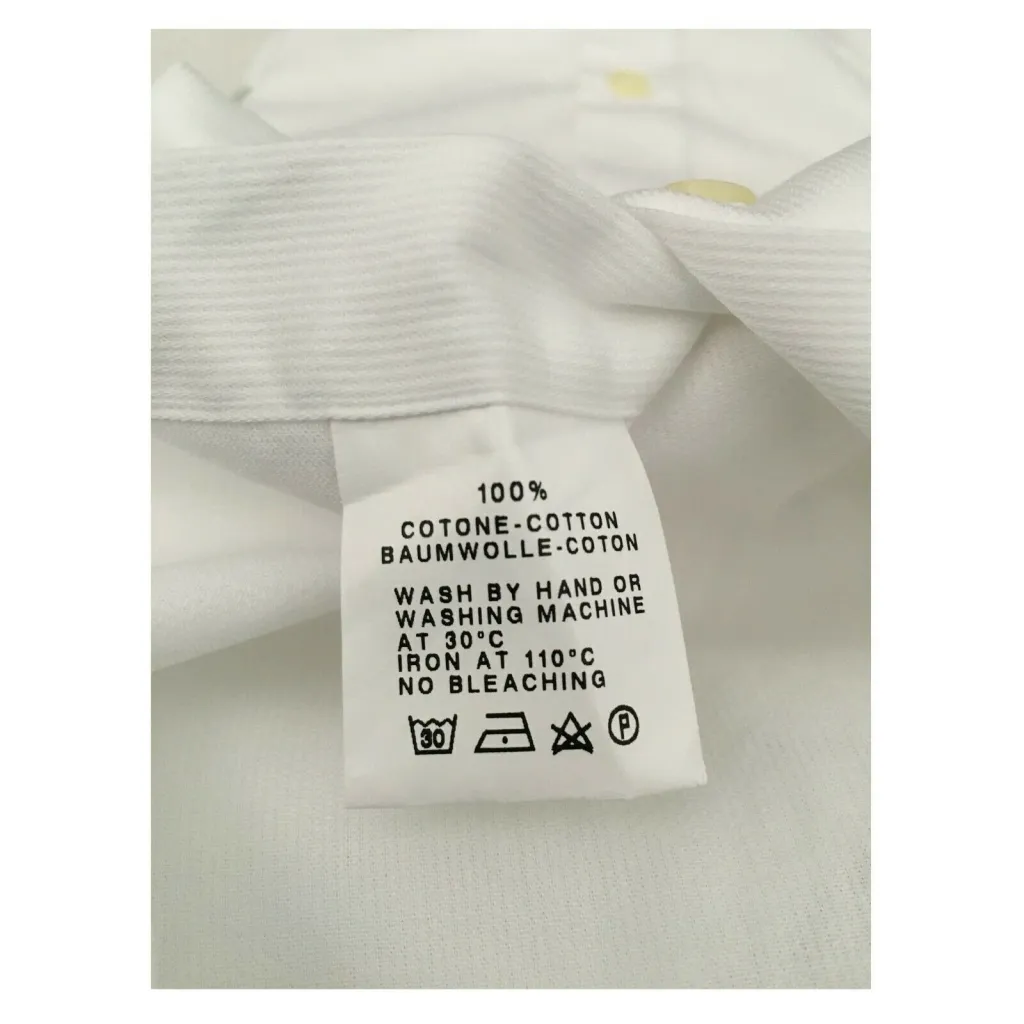 100%
COTONE-COTTON
BAUMWOLLE-COTON
WASH BY HAND OR
WASHING MACHINE
AT 30°C
IRON AT 110°C
NO BLEACHING
30 P